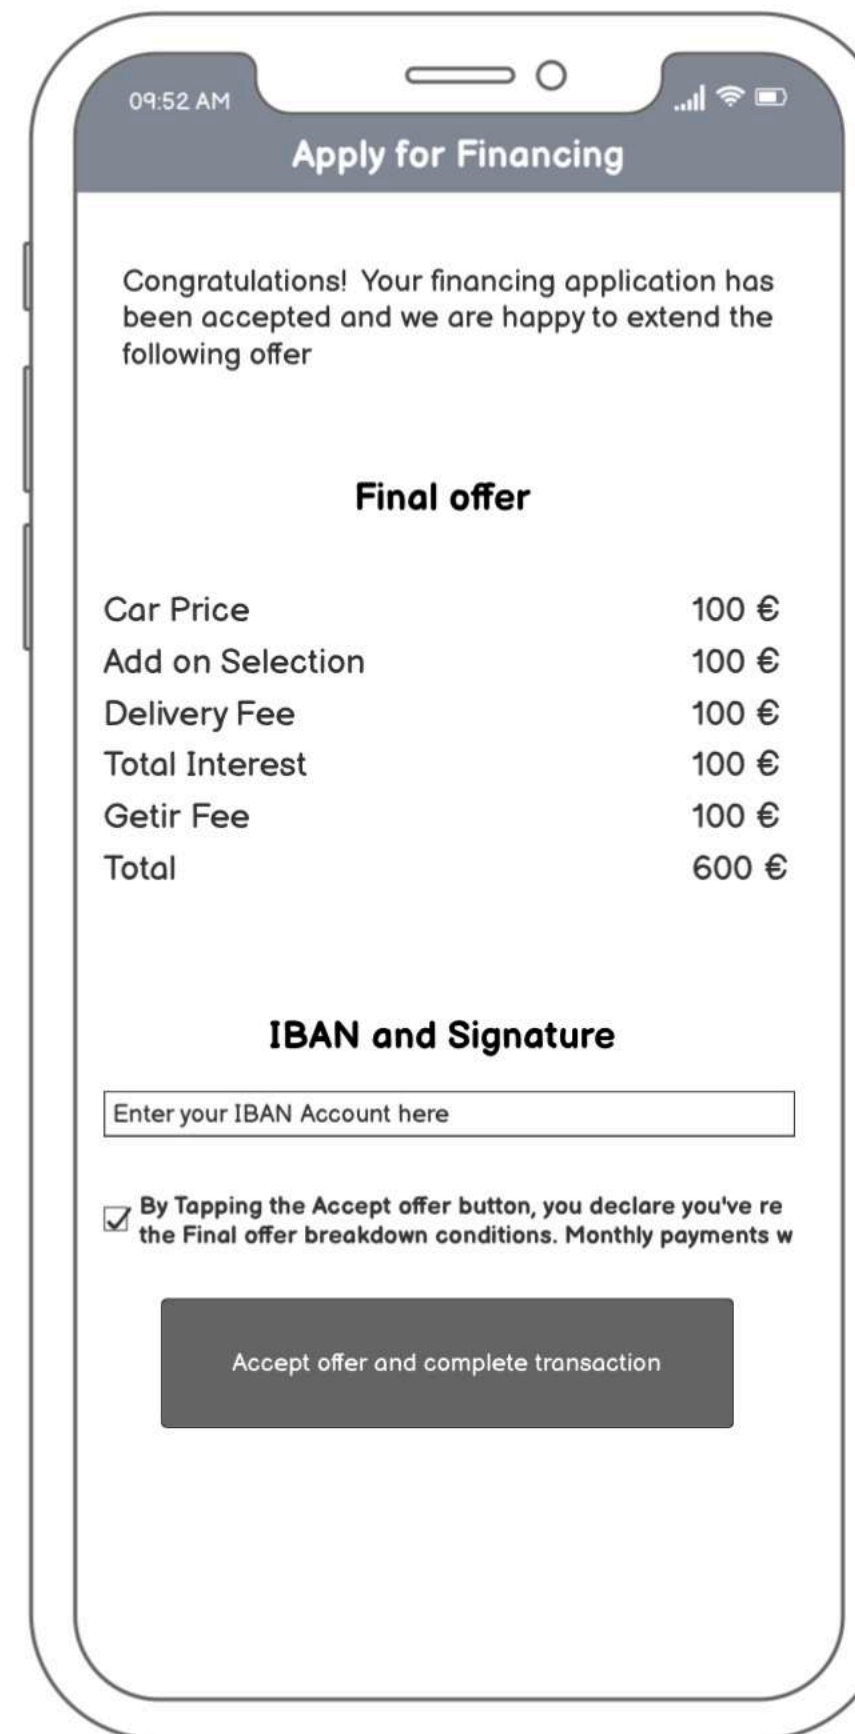 09:52 AM
Apply for Financing
Congratulations! Your financing application has
been accepted and we are happy to extend the
following offer
Final offer
Car Price 100 €
Add on Selection 100 €
Delivery Fee 100 €
Total Interest 100 €
Getir Fee 100 €
Total 600 €
IBAN and Signature
Enter your IBAN Account here
By Tapping the Accept offer button, you declare you've re
the Final offer breakdown conditions. Monthly payments w
Accept offer and complete transaction